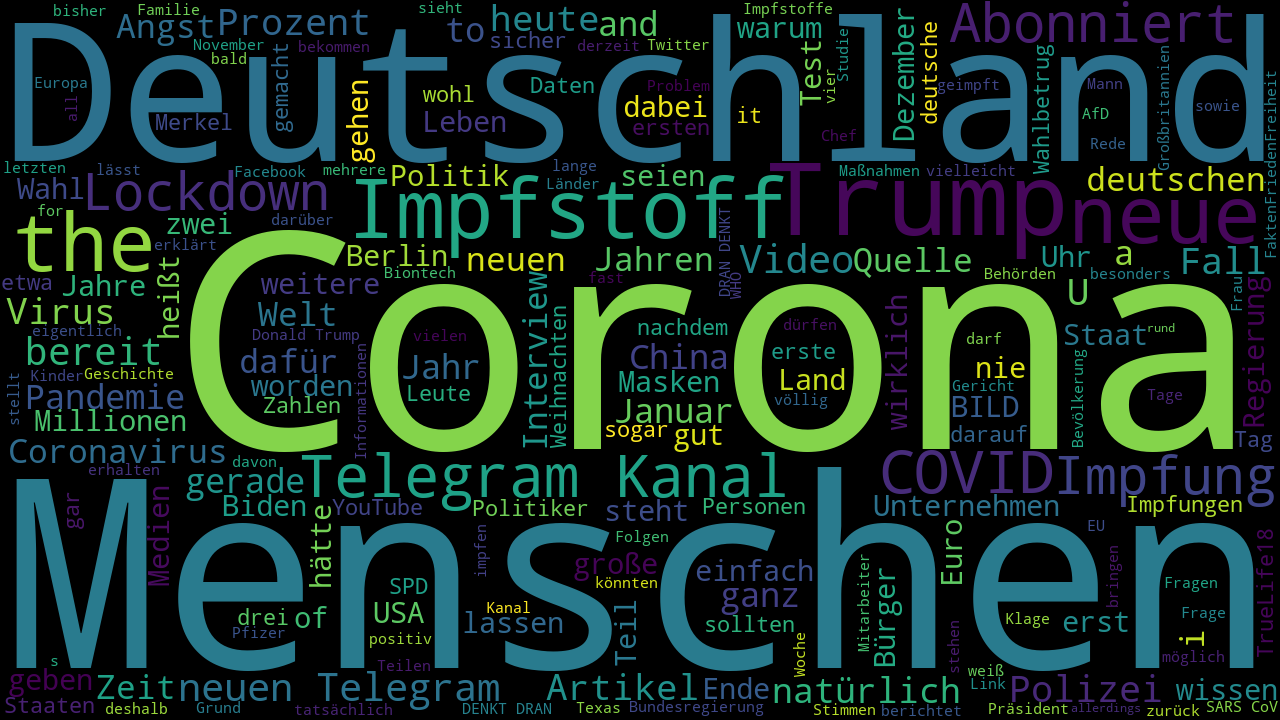 bisher
Familie
sieht
Impfstoffe
Angst
Prozent
heute
and
to
sicher
warum
Abonniert
November
bekommen
derzeit
Twitter
bald
Test
Studie
Dezember
deutsche
Wahlbetrug
Großbritannien
FaktenFriedenFreiheit
Deutschland
Europa
all
Merkel
gemacht
gehen
wohl
Leben
Daten
dabei
ersten
Problem
it
vier
Chef
geimpft
Mann
AfD
Rede
sowie
letzten
lässt
Facebook
mehrere
Politik
lange
Länder
seien
Maßnahmen
vielleicht
deutschen
Wahl
Lockdown
Impfstoff
Trump
neue
for
darüber
zwei
the
erklärt
Berlin
neuen
Jahren
DRAN DENKT
WHO
Video
Quelle
Uhr
a
Fall
Biontech
fast
Behörden
besonders
etwa
Jahre
heißt
weitere
Interview
U
Frau
Regierung
Virus
Welt
Corona
eigentlich
Donald Trump
vielen
nachdem
dürfen
wirklich
darf
Staat
rund
bereit
dafür
Jahr
China
erste
nie
Kinder
Geschichte
worden
Leute
Masken
Land
Gericht
Tage
stellt
Pandemie
Zahlen
Informationen
Weihnachten
Januar
völlig
BILD
Bevölkerung
Millionen
sogar
gut
darauf
Tag
Coronavirus
davon
erhalten
gerade
Telegram Kanal
COVID
Impfung
Menschen
gar
Medien
Biden
YouTube
Politiker
steht
Personen
Unternehmen
Impfungen
hätte
impfen
Folgen
EU
Euro
TrueLife18
große
einfach
könnten
SPD
ganz
Mitarbeiter
Bürger
bringen
Fragen
drei
of
USA
Kanal
lassen
Teil
sollten
Klage
erst
Frage
i
Pfizer
positiv
Woche
stehen
Teilen
weiß
möglich
s
geben
Zeit
neuen
Telegram
Artikel
Ende
natürlich
Link
Polizei
wissen
Staaten
deshalb
Grund
tatsächlich
DENKT DRAN
Texas
Bundesregierung
Stimmen
berichtet
Präsident
allerdings
zurück
SARS CoV